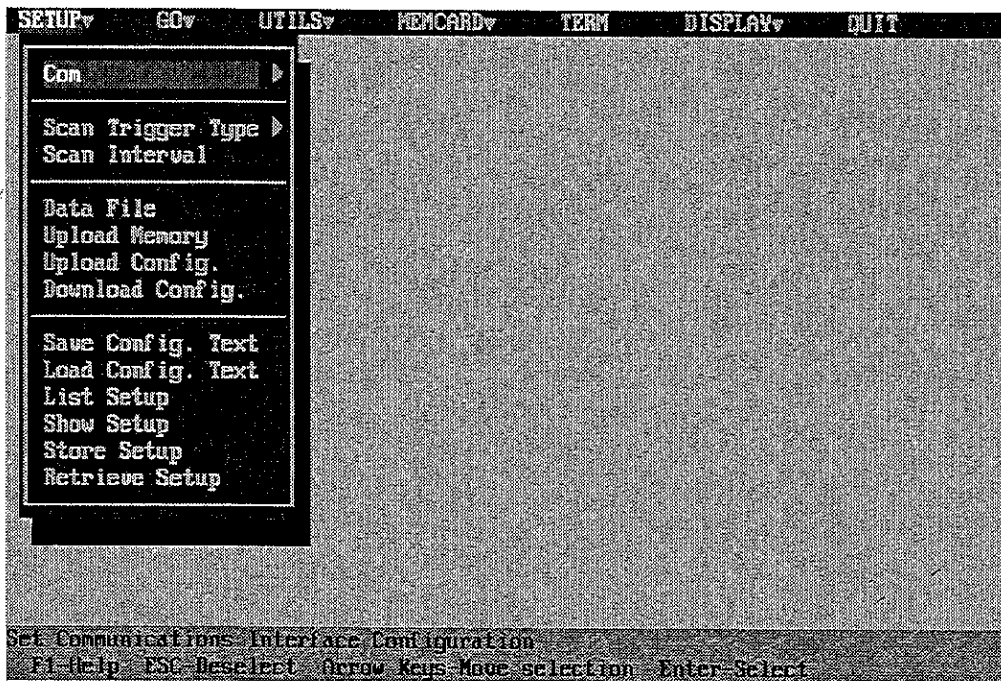 SETUP▾ GO▾ UTILS▾ MEMCARD▾ TERM DISPLAY▾ QUIT
Com
Scan Trigger Type
Scan Interval
Data File
Upload Memory
Upload Config.
Download Config.
Save Config. Text
Load Config. Text
List Setup
Show Setup
Store Setup
Retrieve Setup
Set Communications Interface Configuration
F1-Help ESC-Deselect Arrow Keys-Move selection Enter-Select